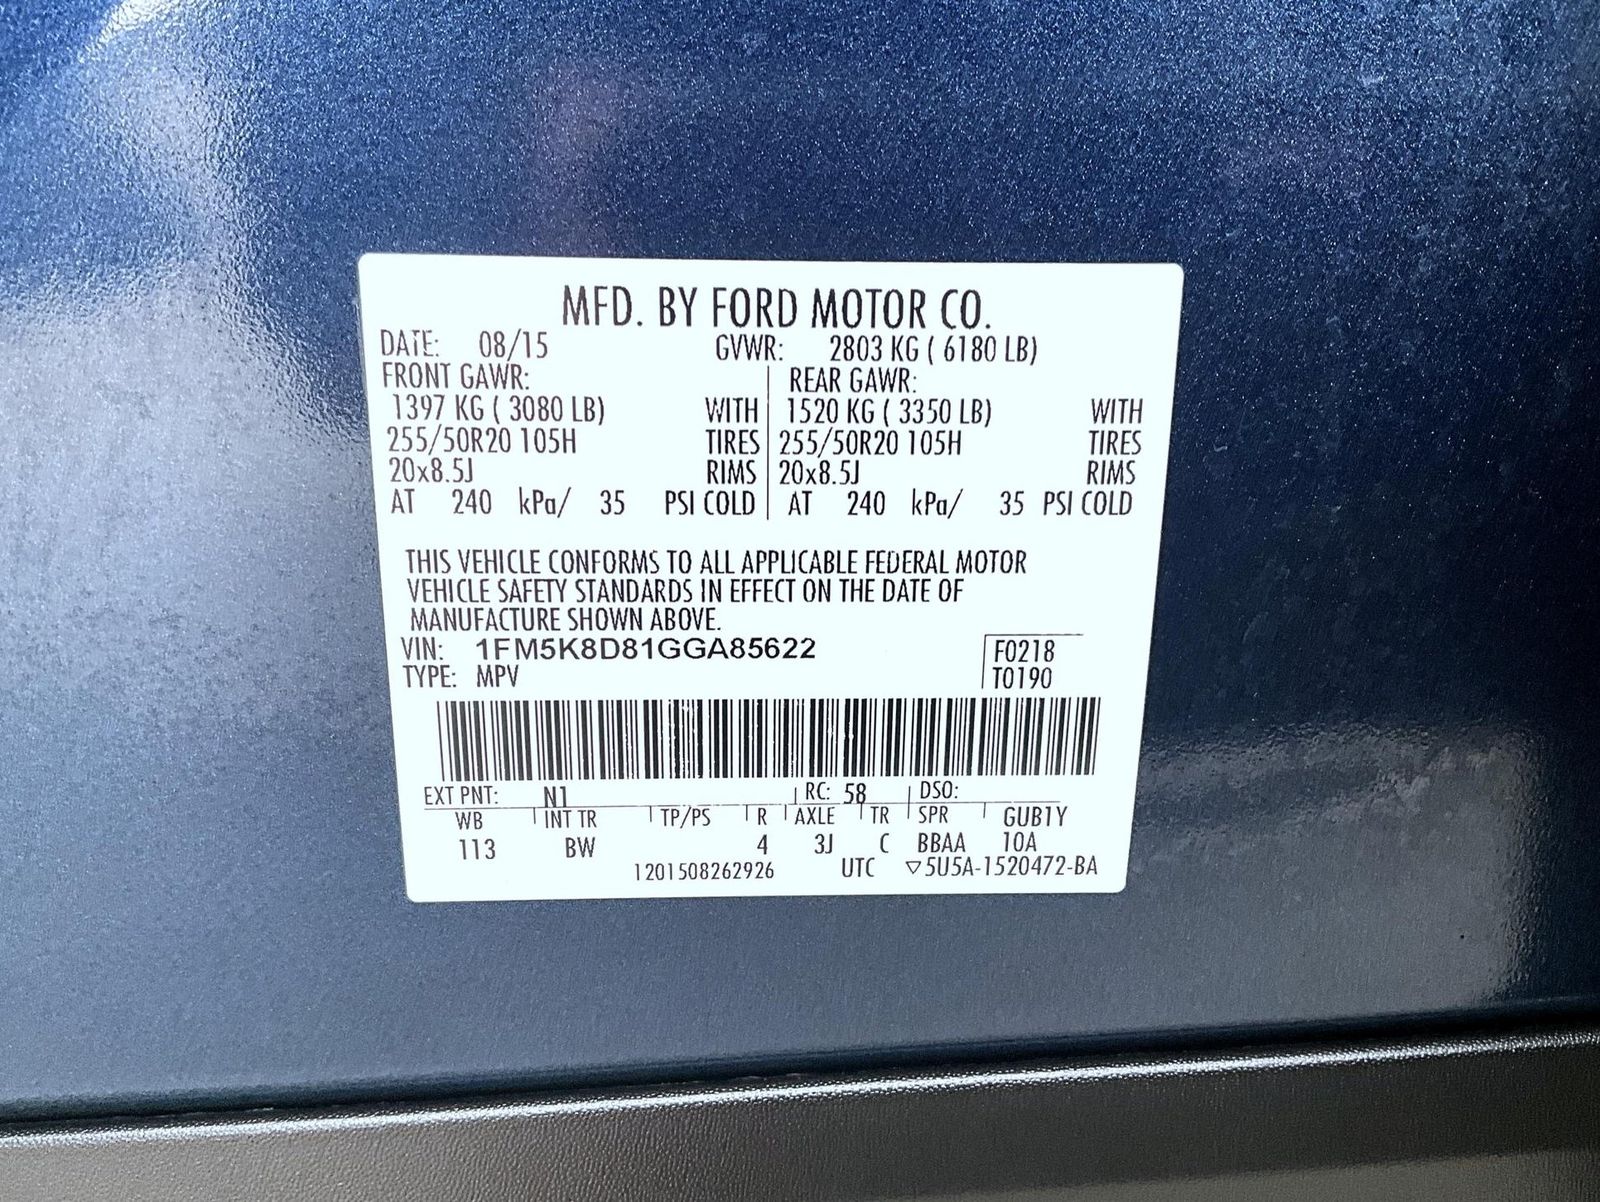 MFD. BY FORD MOTOR CO.
DATE: 08/15 GVWR: 2803 KG ( 6180 LB)
FRONT GAWR: REAR GAWR:
1397 KG ( 3080 LB) WITH 1520 KG ( 3350 LB) WITH
255/50R20 105H TIRES 255/50R20 105H TIRES
20x8.5J RIMS 20x8.5J RIMS
AT 240 kPa/ 35 PSI COLD AT 240 kPa/ 35 PSI COLD
THIS VEHICLE CONFORMS TO ALL APPLICABLE FEDERAL MOTOR
VEHICLE SAFETY STANDARDS IN EFFECT ON THE DATE OF
MANUFACTURE SHOWN ABOVE.
VIN: 1FM5K8D81GGA85622 F0218
TYPE: MPV T0190
EXT PNT: N1 RC: 58 DSO:
WB INT TR TP/PS R AXLE TR SPR GUB1Y
113 BW 4 3J C BBAA 10A
1201508262926 UTC ▽5U5A-1520472-BA